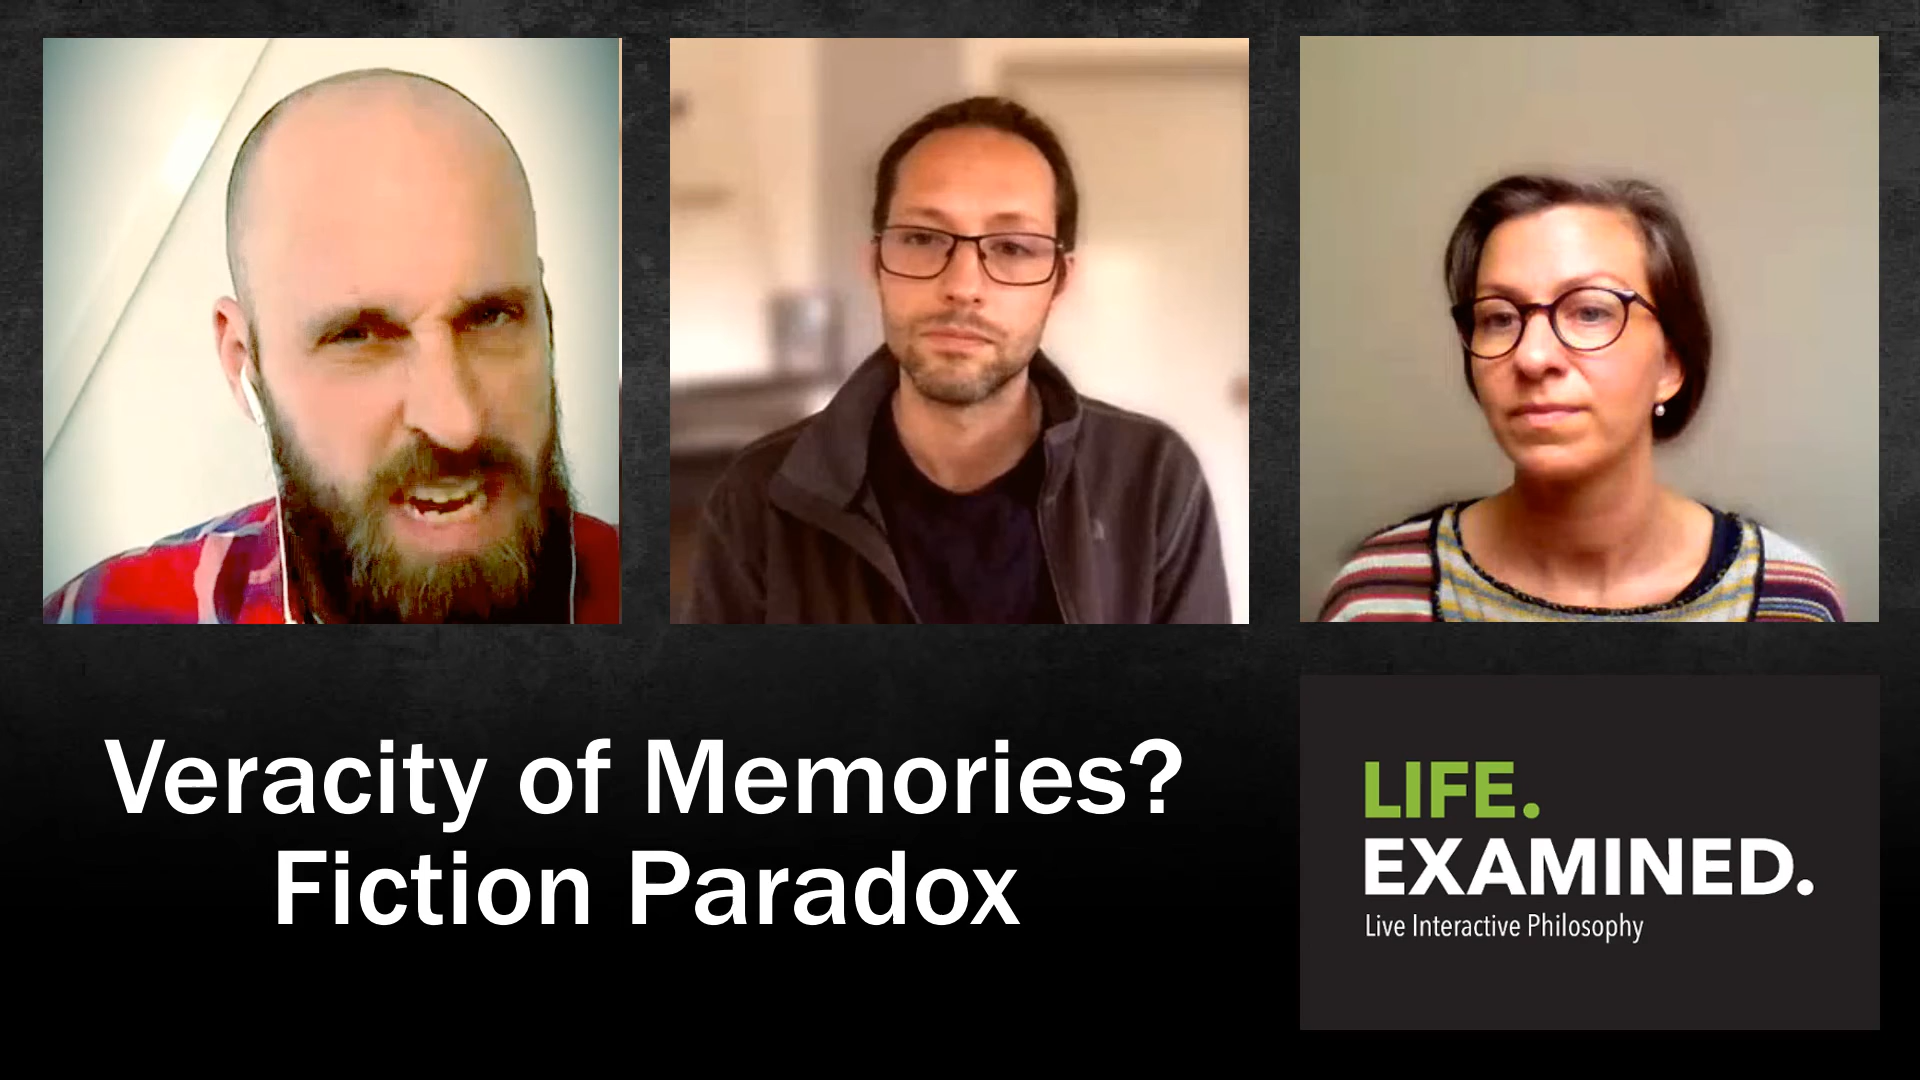 Veracity of Memories?
Fiction Paradox
LIFE.
EXAMINED.
Live Interactive Philosophy